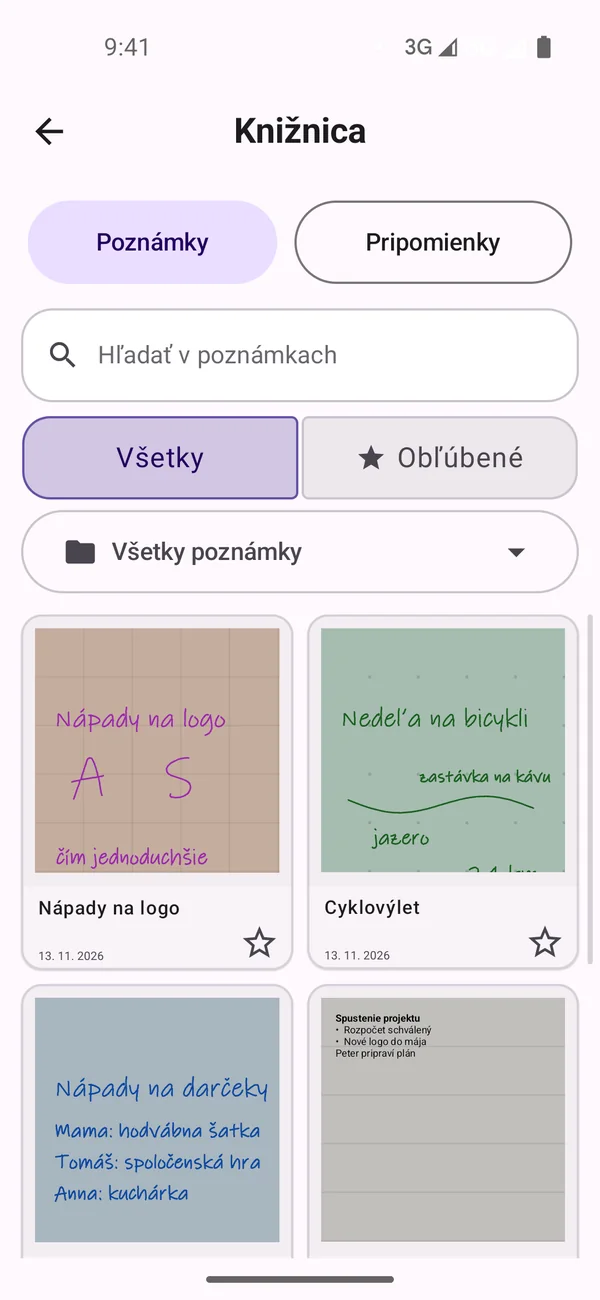 9:41
3G
Knižnica
Poznámky
Pripomienky
Hľadať v poznámkach
Všetky
Obľúbené
Všetky poznámky
Nápady na logo
A S
čím jednoduchšie
Nápady na logo
13. 11. 2026
Nedeľa na bicykli
zastávka na kávu
jazero
Cyklovýlet
13. 11. 2026
Nápady na darčeky
Mama: hodvábna šatka
Tomáš: spoločenská hra
Anna: kuchárka
Spustenie projektu
• Rozpočet schválený
• Nové logo do mája
Peter pripraví plán